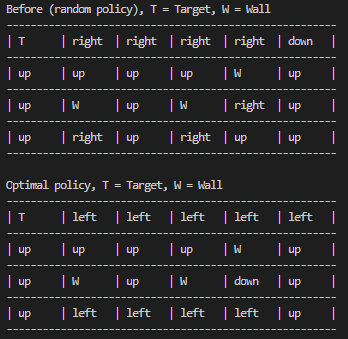 Before (random policy), T = Target, W = Wall
-------------------------------------------------------
| T | right | right | right | right | down |
-------------------------------------------------------
| up | up | up | up | W | up |
-------------------------------------------------------
| up | W | up | W | right | up |
-------------------------------------------------------
| up | right | up | right | up | up |
-------------------------------------------------------
Optimal policy, T = Target, W = Wall
-------------------------------------------------------
| T | left | left | left | left | left |
-------------------------------------------------------
| up | up | up | up | W | up |
-------------------------------------------------------
| up | W | up | W | down | up |
-------------------------------------------------------
| up | left | left | left | left | up |
-------------------------------------------------------